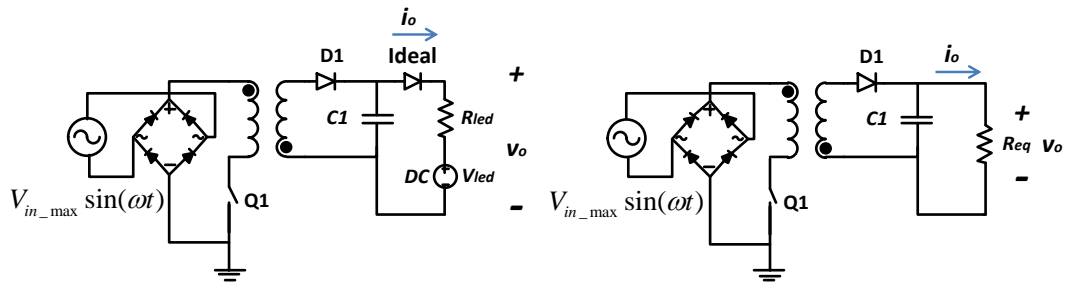 io
D1
Ideal
+
C1
Rled
vo
DC
Vled
-
+
~
~
-
+
-
Q1
Vin_max sin(ωt)
io
D1
C1
+
Req
vo
-
+
~
~
-
+
-
Q1
Vin_max sin(ωt)